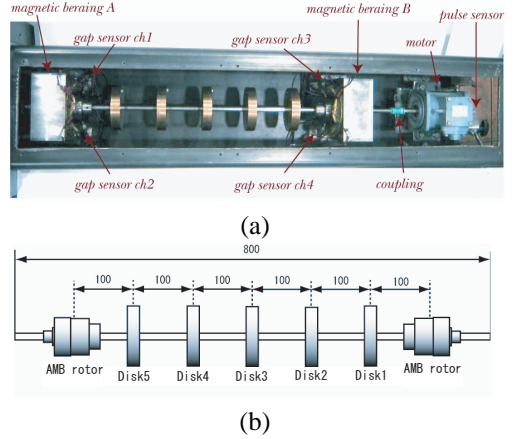 magnetic beraing A
magnetic beraing B
pulse sensor
gap sensor ch1
gap sensor ch3
motor
gap sensor ch2
gap sensor ch4
coupling
(a)
800
100 100 100 100 100 100
AMB rotor Disk5 Disk4 Disk3 Disk2 Disk1 AMB rotor
(b)